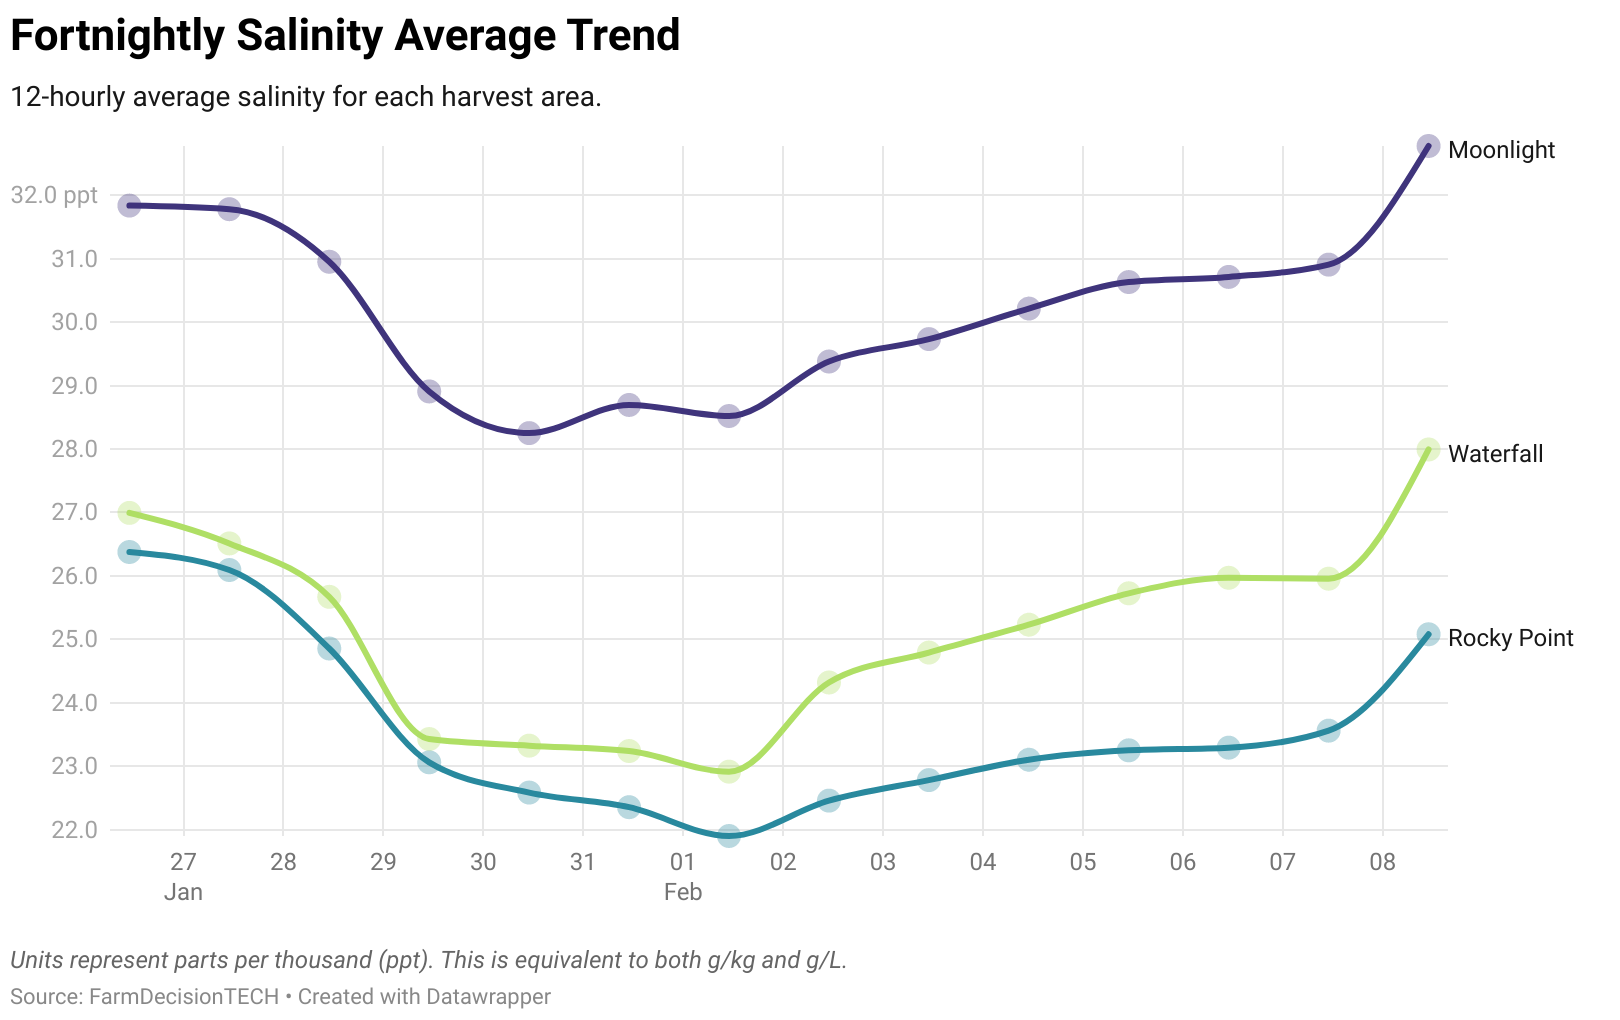 Fortnightly Salinity Average Trend
12-hourly average salinity for each harvest area.
Moonlight
32.0 ppt
31.0
30.0
29.0
28.0
Waterfall
27.0
26.0
25.0
Rocky Point
24.0
23.0
22.0
27 28 29 30 31 01 02 03 04 05 06 07 08
Jan Feb
Units represent parts per thousand (ppt). This is equivalent to both g/kg and g/L.
Source: FarmDecisionTECH • Created with Datawrapper